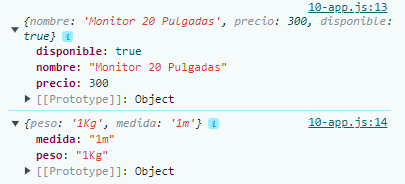 10-app.js:13
{nombre: 'Monitor 20 Pulgadas', precio: 300, disponible:
true} i
disponible: true
nombre: "Monitor 20 Pulgadas"
precio: 300
[[Prototype]]: Object
{peso: '1Kg', medida: '1m'} i 10-app.js:14
medida: "1m"
peso: "1Kg"
[[Prototype]]: Object